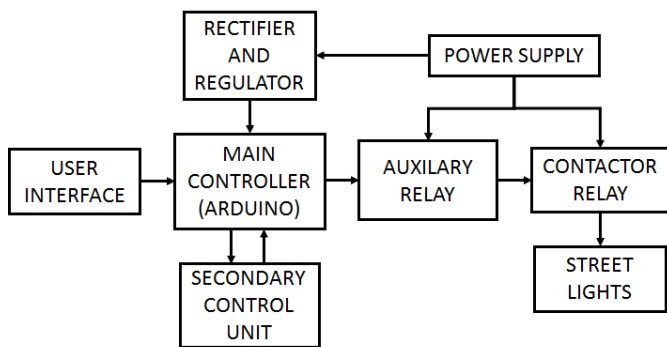 RECTIFIER
AND
REGULATOR
POWER SUPPLY
USER
INTERFACE
MAIN
CONTROLLER
(ARDUINO)
AUXILARY
RELAY
CONTACTOR
RELAY
SECONDARY
CONTROL
UNIT
STREET
LIGHTS